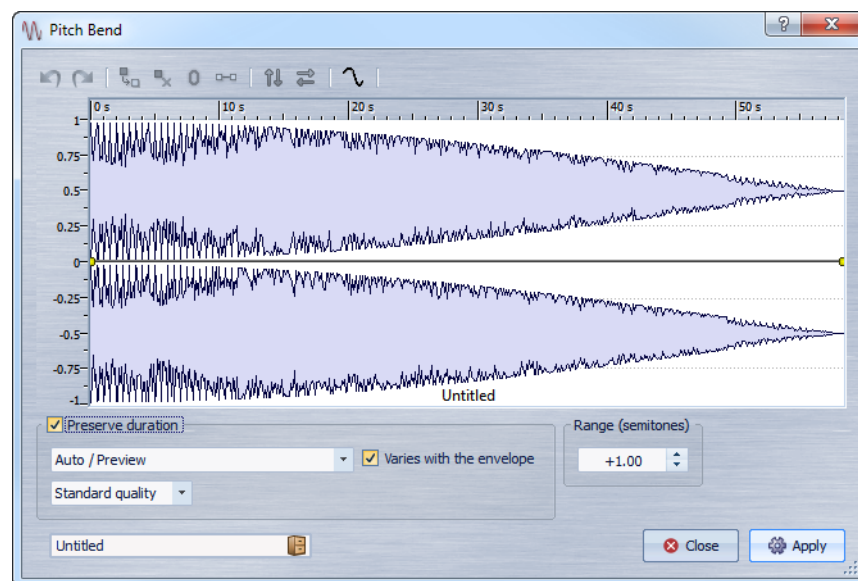 Pitch Bend
?
0
0 s 10 s 20 s 30 s 40 s 50 s
1
0.75
0.5
0.25
0
-0.25
-0.5
-0.75
-1
Untitled
Preserve duration
Range (semitones)
Auto / Preview
Varies with the envelope
+1.00
Standard quality
Untitled
Close
Apply